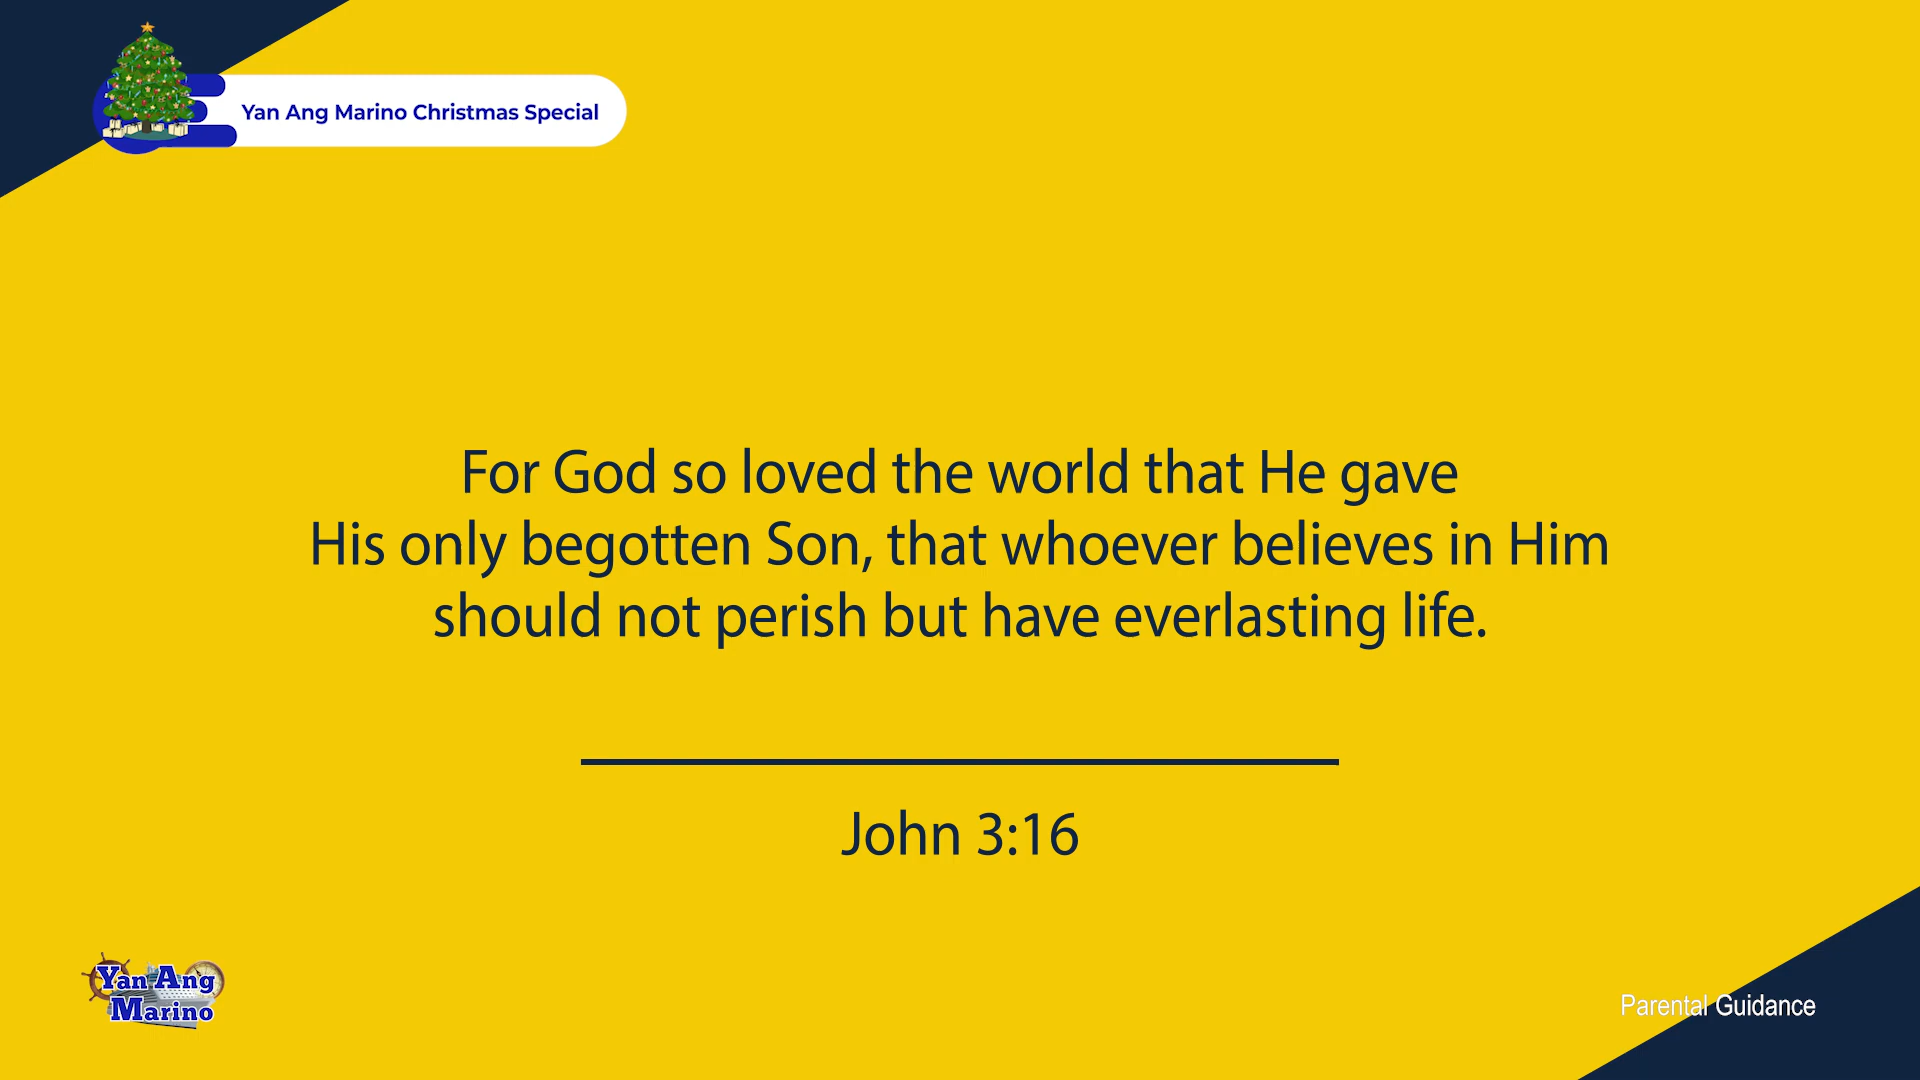 Yan Ang Marino Christmas Special
For God so loved the world that He gave
His only begotten Son, that whoever believes in Him
should not perish but have everlasting life.
John 3:16
Yan Ang
Marino
Parental Guidance